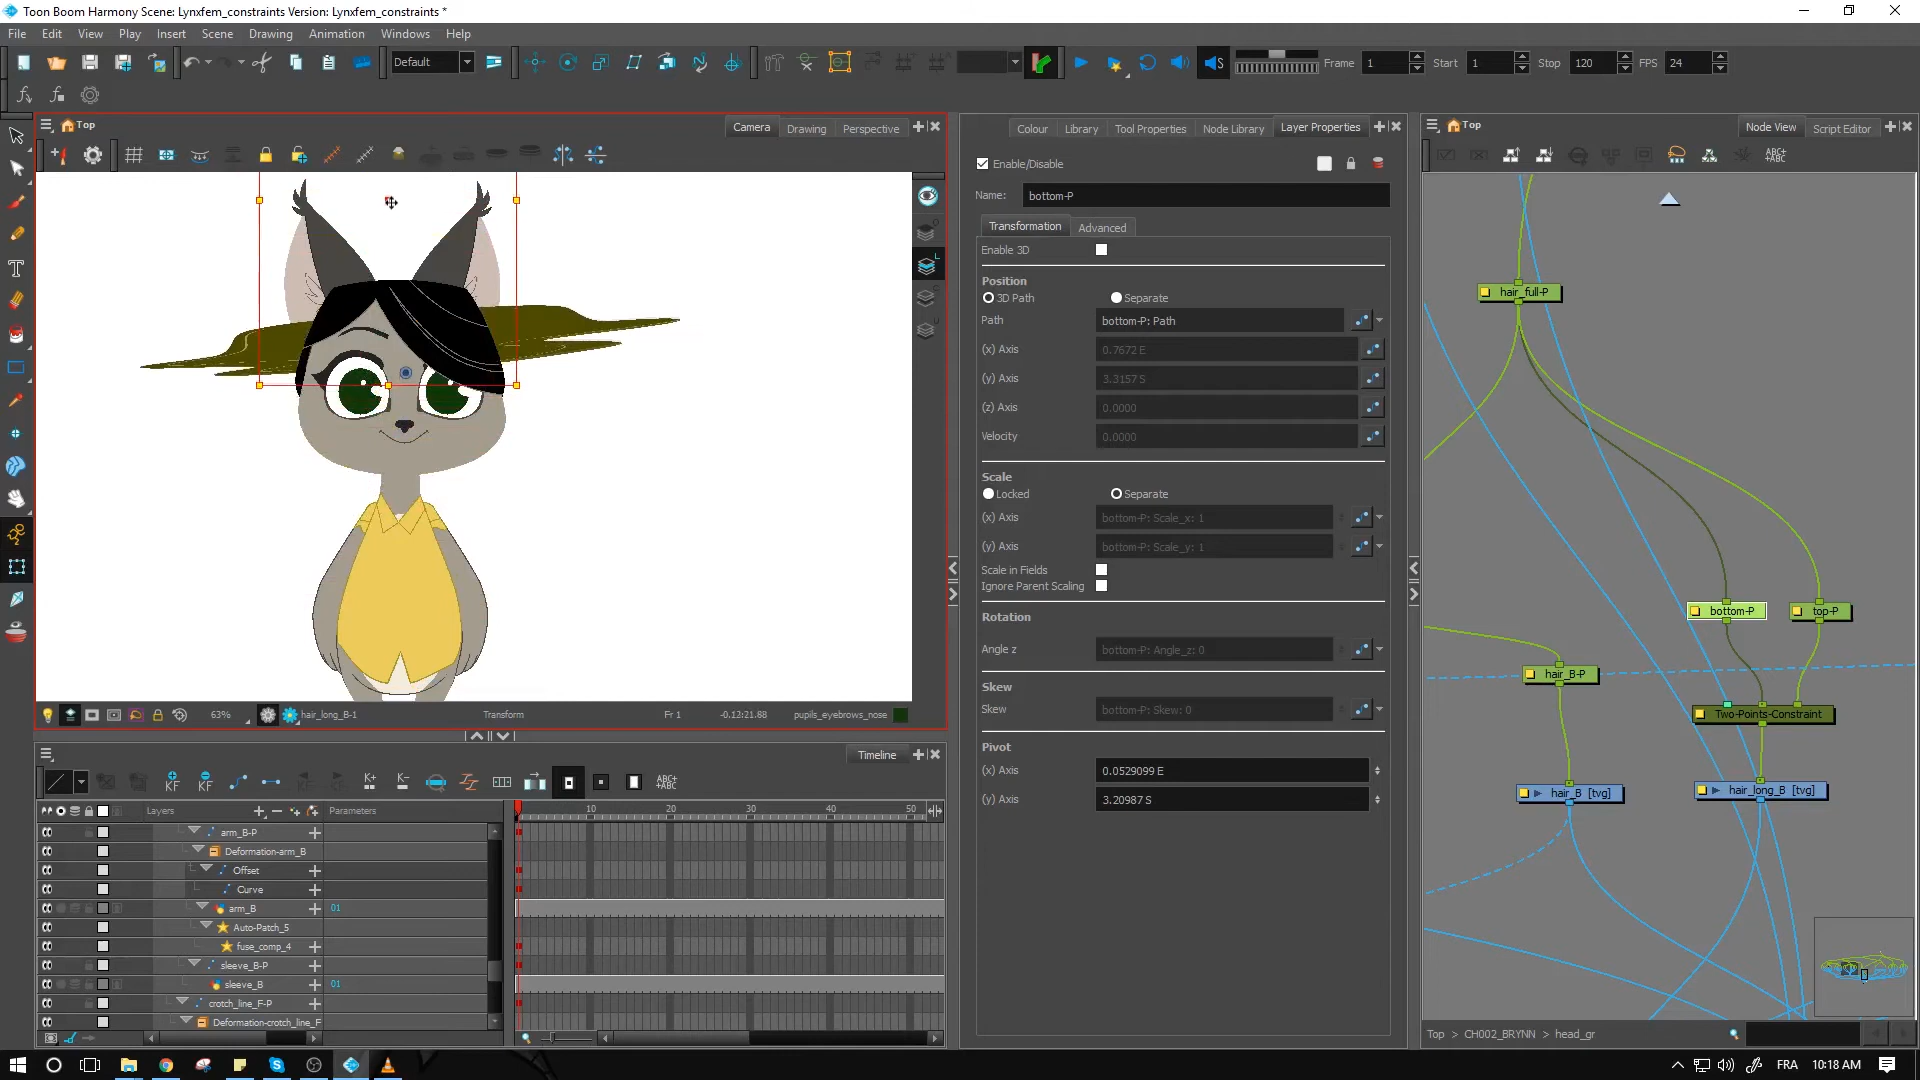 Toon Boom Harmony Scene: Lynxfem_constraints Version: Lynxfem_constraints *
File Edit View Play Insert Scene Drawing Animation Windows Help
Default
Frame 1 Start 1 Stop 120 FPS 24
Top
Camera Drawing Perspective
Colour Library Tool Properties Node Library Layer Properties
Top
Node View Script Editor
Enable/Disable
Name: bottom-P
Transformation Advanced
Enable 3D
Position
3D Path Separate
Path bottom-P: Path
(x) Axis 0.7672 E
(y) Axis 3.3157 S
(z) Axis 0.0000
Velocity 0.0000
Scale
Locked Separate
(x) Axis bottom-P: Scale_x: 1
(y) Axis bottom-P: Scale_y: 1
Scale in Fields
Ignore Parent Scaling
Rotation
Angle z bottom-P: Angle_z: 0
Skew
Skew bottom-P: Skew: 0
Pivot
(x) Axis 0.0529099 E
(y) Axis 3.20987 S
hair_full-P
bottom-P top-P
hair_B-P
Two-Points-Constraint
hair_B [tvg] hair_long_B [tvg]
Top > CH002_BRYNN > head_gr
63% hair_long_B-1 Transform Fr 1 -0.12:21.88 pupils_eyebrows_nose
Timeline
KF KF K+ K- ABC+ ABC÷
Layers Parameters 10 20 30 40 50
arm_B-P
Deformation-arm_B
Offset
Curve
arm_B 01
Auto-Patch_5
fuse_comp_4
sleeve_B-P
sleeve_B 01
crotch_line_F-P
Deformation-crotch_line_F
FRA 10:18 AM